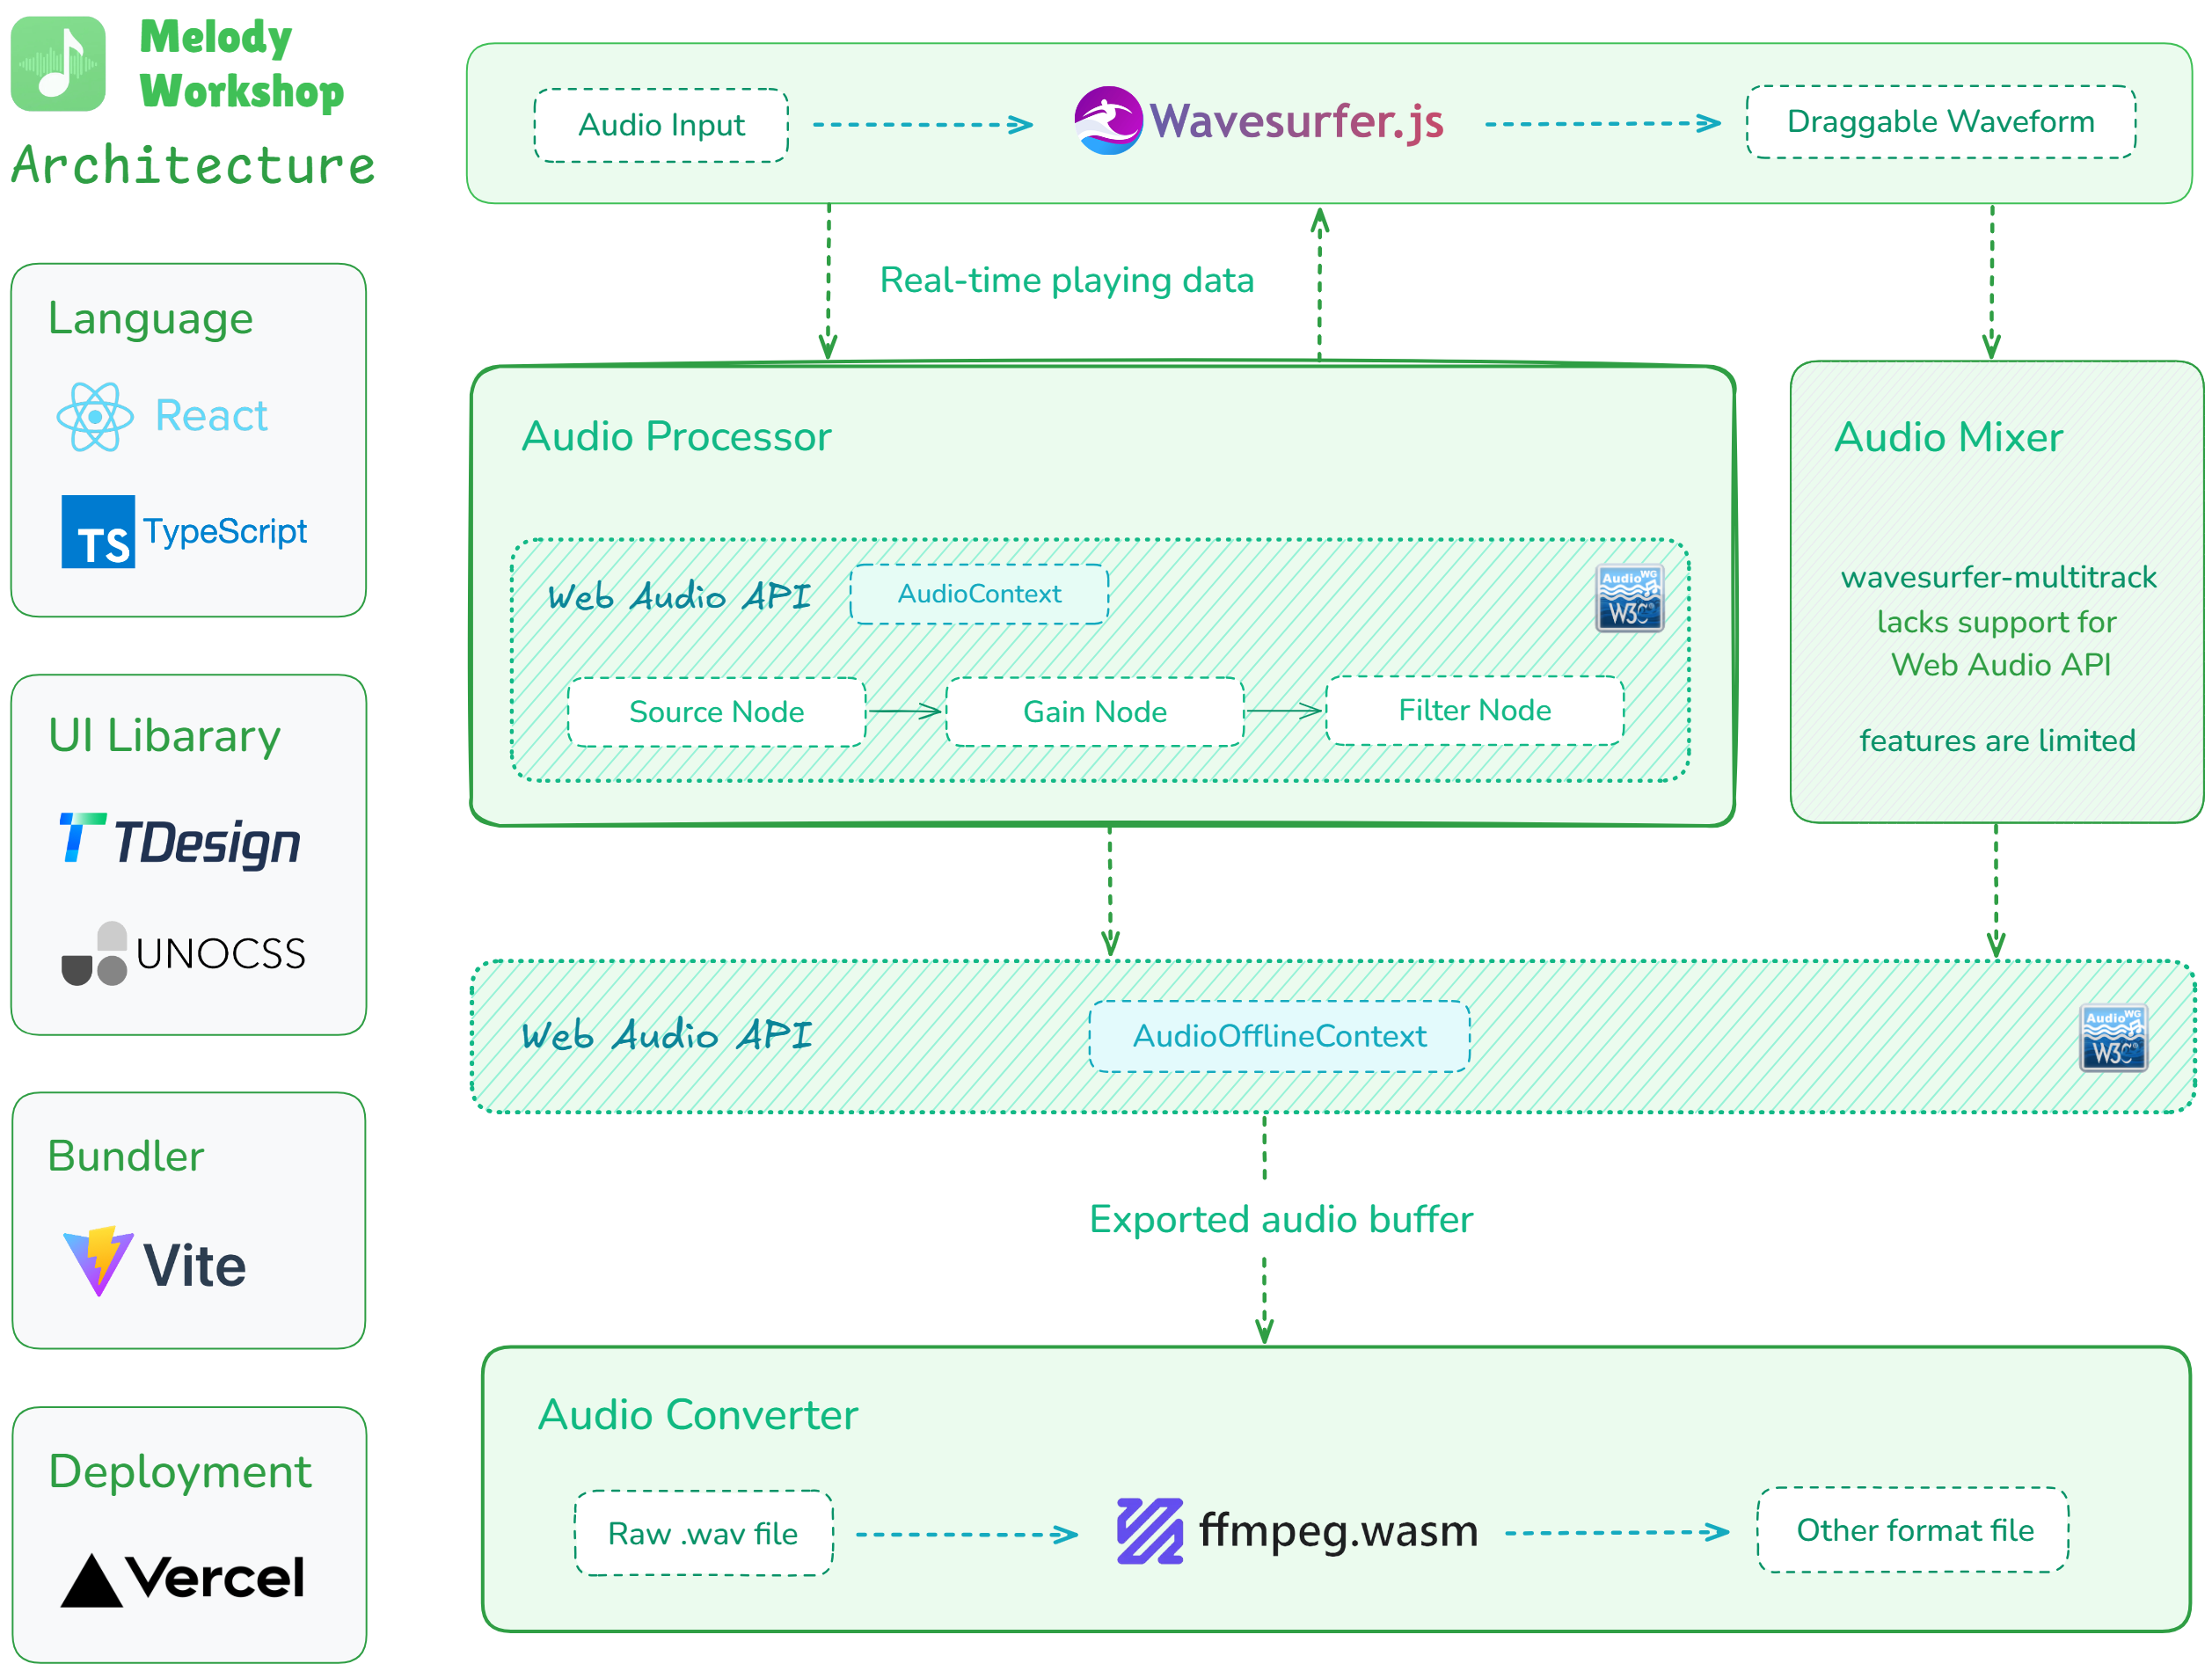 Melody
Workshop
Architecture
Language
React
TS TypeScript
UI Libarary
TDesign
UNOCSS
Bundler
Vite
Deployment
Vercel
Audio Input
Wavesurfer.js
Draggable Waveform
Real-time playing data
Audio Processor
Web Audio API
AudioContext
Audio WG
W3C
Source Node
Gain Node
Filter Node
Audio Mixer
wavesurfer-multitrack
lacks support for
Web Audio API
features are limited
Web Audio API
AudioOfflineContext
Audio WG
W3C
Exported audio buffer
Audio Converter
Raw .wav file
ffmpeg.wasm
Other format file